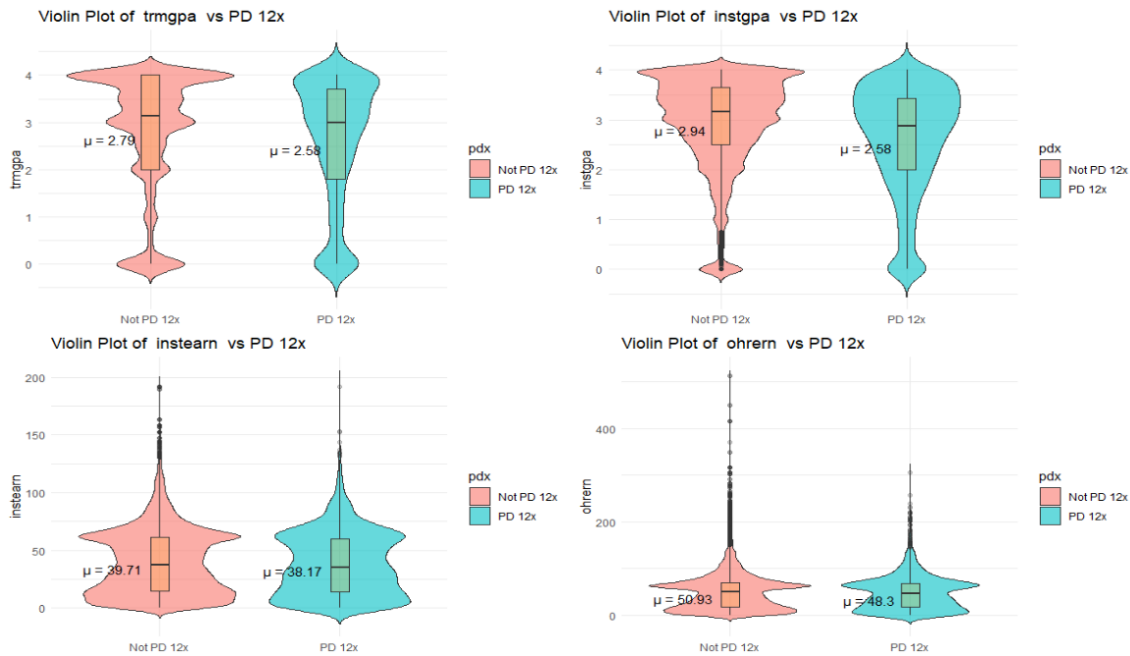 Violin Plot of  trmgpa  vs PD 12x
trmgpa
4
3
2
1
0
μ = 2.79
μ = 2.58
Not PD 12x
PD 12x
pdx
Not PD 12x
PD 12x
Violin Plot of  instgpa  vs PD 12x
instgpa
4
3
2
1
0
μ = 2.94
μ = 2.58
Not PD 12x
PD 12x
pdx
Not PD 12x
PD 12x
Violin Plot of  instearn  vs PD 12x
instearn
200
150
100
50
0
μ = 39.71
μ = 38.17
Not PD 12x
PD 12x
pdx
Not PD 12x
PD 12x
Violin Plot of  ohrern  vs PD 12x
ohrern
400
200
0
μ = 50.93
μ = 48.3
Not PD 12x
PD 12x
pdx
Not PD 12x
PD 12x